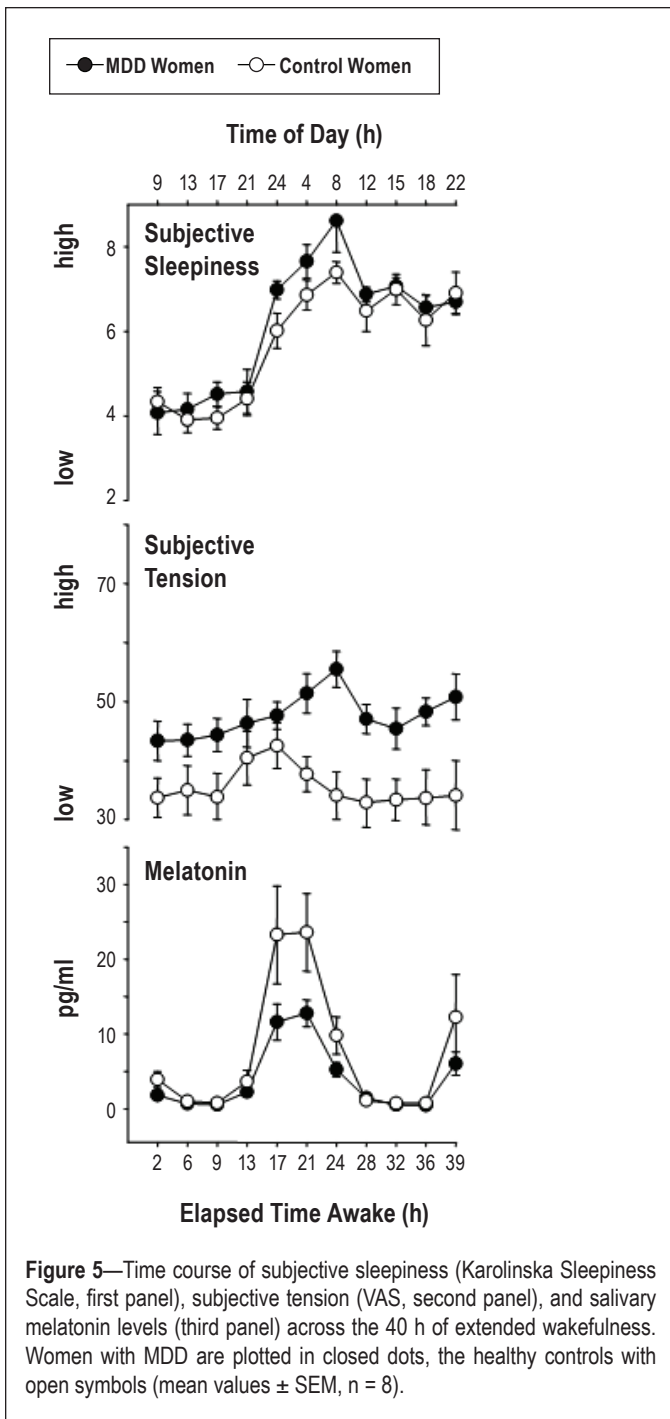 MDD Women Control Women
Time of Day (h)
9 13 17 21 24 4 8 12 15 18 22
high
low
Subjective
Sleepiness
8
6
4
2
high
low
Subjective
Tension
70
50
30
Melatonin
pg/ml
30
20
10
0
2 6 9 13 17 21 24 28 32 36 39
Elapsed Time Awake (h)
Figure 5—Time course of subjective sleepiness (Karolinska Sleepiness
Scale, first panel), subjective tension (VAS, second panel), and salivary
melatonin levels (third panel) across the 40 h of extended wakefulness.
Women with MDD are plotted in closed dots, the healthy controls with
open symbols (mean values ± SEM, n = 8).